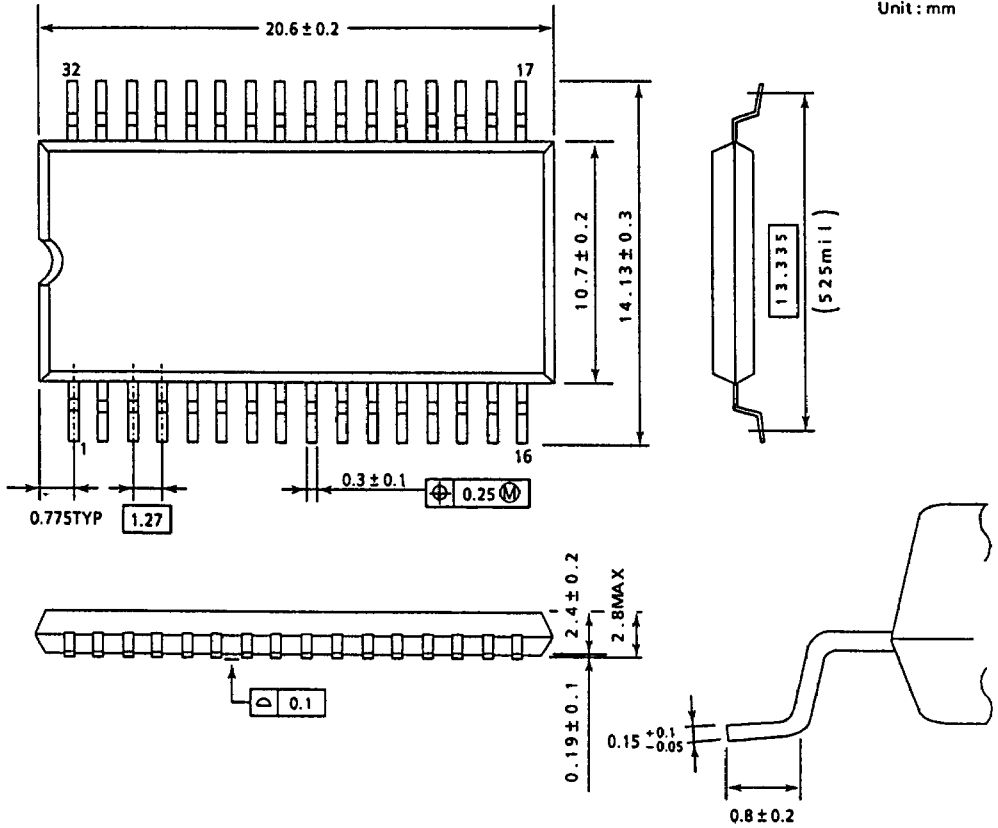 Unit : mm
20.6 ± 0.2
32
17
10.7 ± 0.2
14.13 ± 0.3
13.335
(525mil)
1
16
0.775TYP
1.27
0.3 ± 0.1
0.25 Ⓜ
2.4 ± 0.2
2.8MAX
0.19 ± 0.1
0.1
0.15 +0.1 −0.05
0.8 ± 0.2